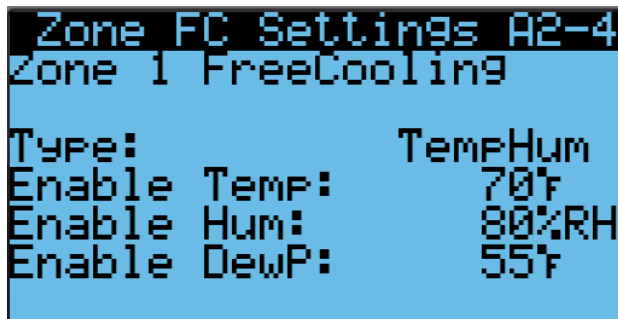 Zone FC Settings A2-4
Zone 1 FreeCooling
Type: TempHum
Enable Temp: 70°F
Enable Hum: 80%RH
Enable DewP: 55°F